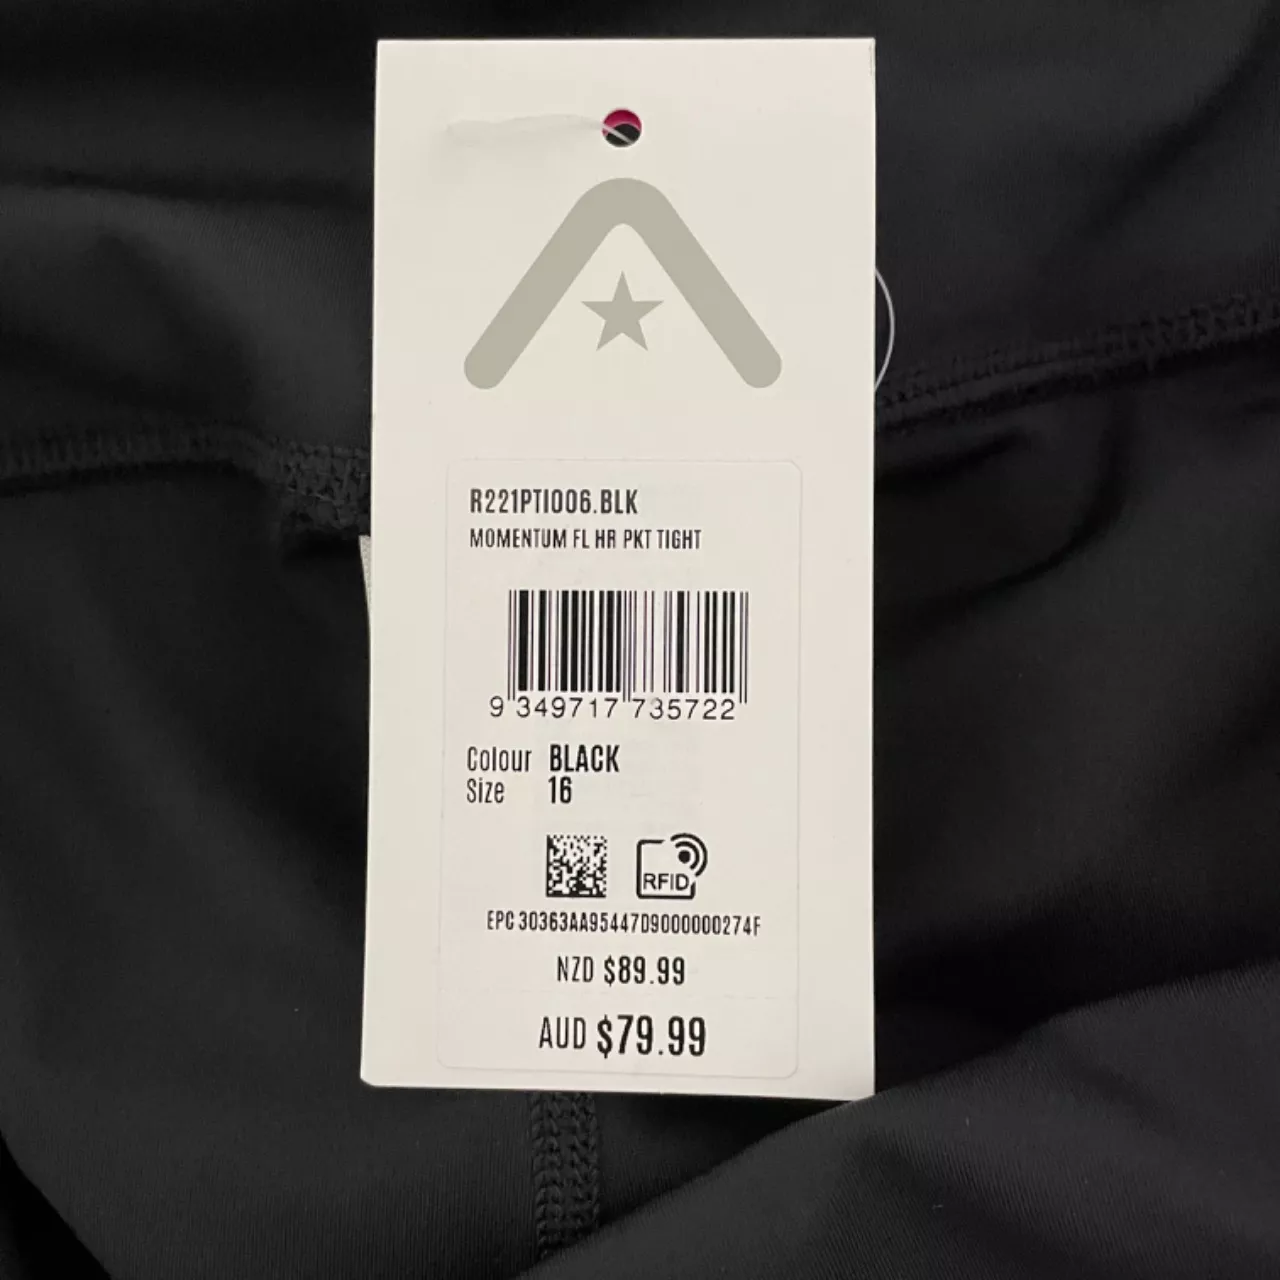 R221PTI006.BLK
MOMENTUM FL HR PKT TIGHT
9 349717 735722
Colour BLACK
Size 16
RFID
EPC 30363AA95447D9000000274F
NZD $89.99
AUD $79.99